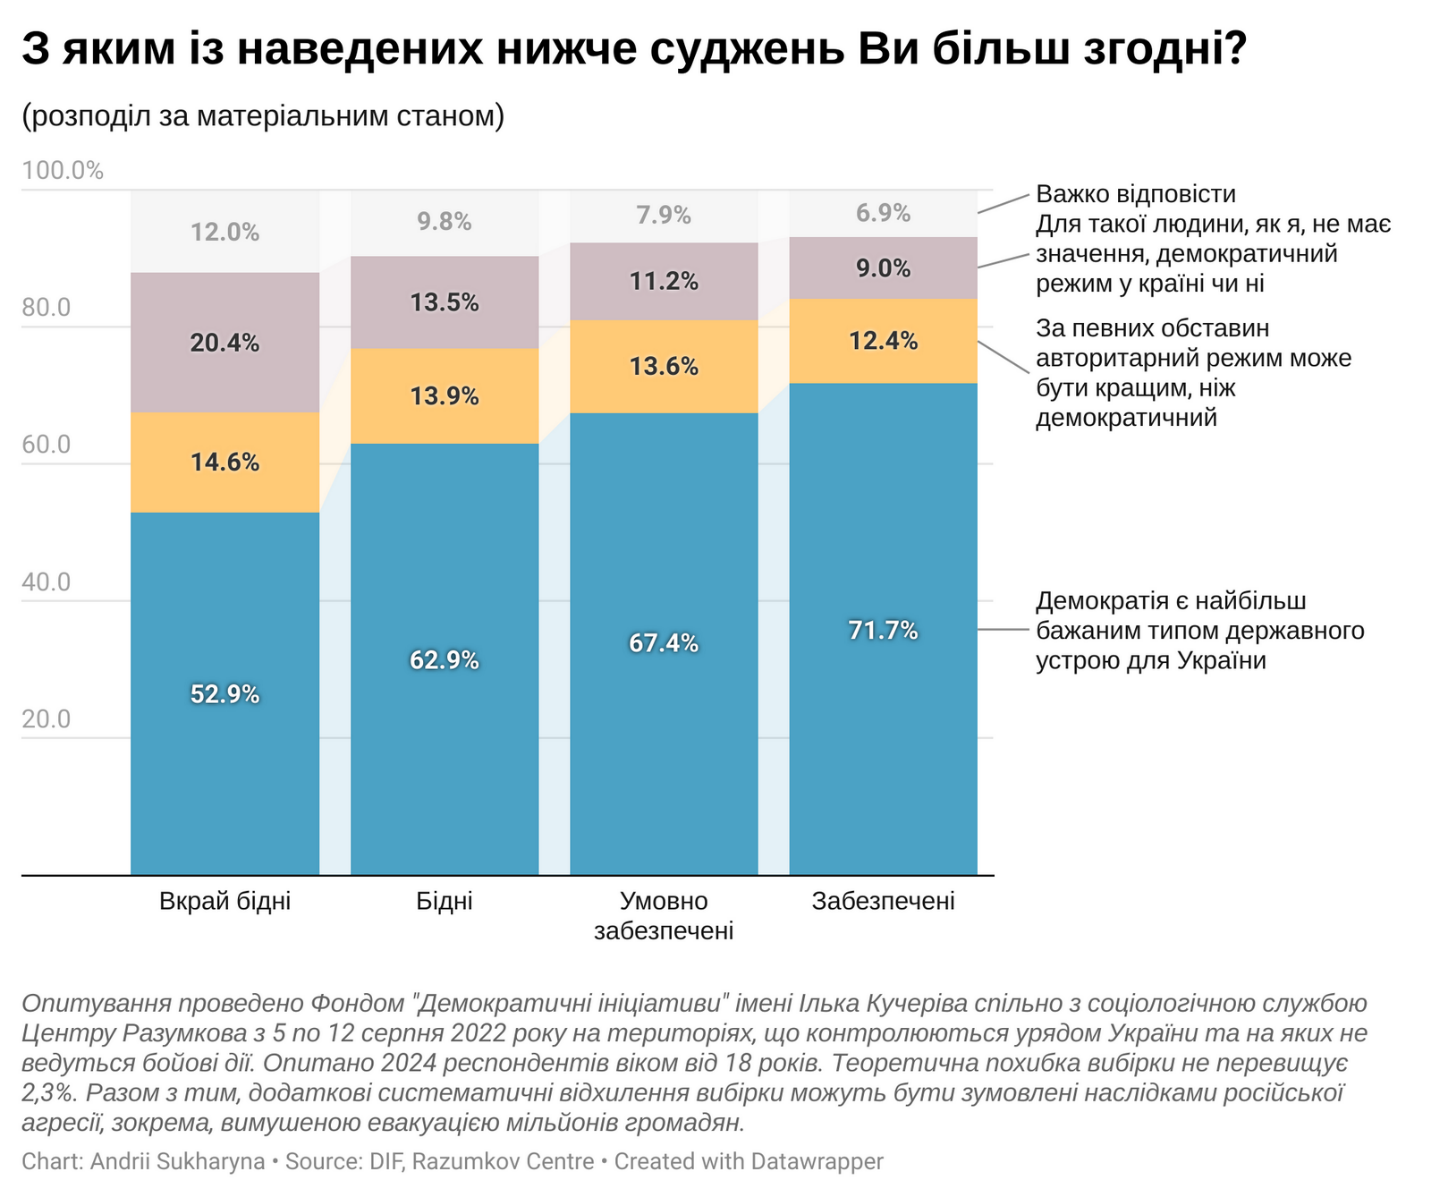 З яким із наведених нижче суджень Ви більш згодні?
(розподіл за матеріальним станом)
100.0%
80.0
60.0
40.0
20.0
12.0%
20.4%
14.6%
52.9%
9.8%
13.5%
13.9%
62.9%
7.9%
11.2%
13.6%
67.4%
6.9%
9.0%
12.4%
71.7%
Важко відповісти
Для такої людини, як я, не має
значення, демократичний
режим у країні чи ні
За певних обставин
авторитарний режим може
бути кращим, ніж
демократичний
Демократія є найбільш
бажаним типом державного
устрою для України
Вкрай бідні
Бідні
Умовно
забезпечені
Забезпечені
Опитування проведено Фондом "Демократичні ініціативи" імені Ілька Кучеріва спільно з соціологічною службою
Центру Разумкова з 5 по 12 серпня 2022 року на територіях, що контролюються урядом України та на яких не
ведуться бойові дії. Опитано 2024 респондентів віком від 18 років. Теоретична похибка вибірки не перевищує
2,3%. Разом з тим, додаткові систематичні відхилення вибірки можуть бути зумовлені наслідками російської
агресії, зокрема, вимушеною евакуацією мільйонів громадян.
Chart: Andrii Sukharyna • Source: DIF, Razumkov Centre • Created with Datawrapper